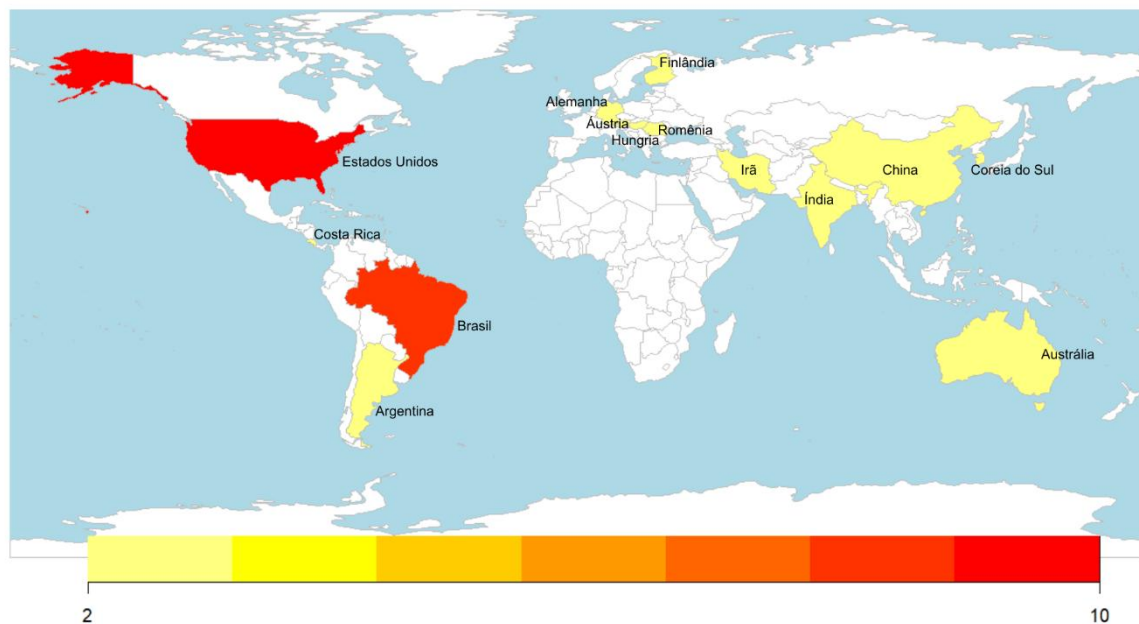 Finlândia
Alemanha
Áustria
Romênia
Hungria
Estados Unidos
Irã
China
Coreia do Sul
Índia
Costa Rica
Brasil
Austrália
Argentina
2
10